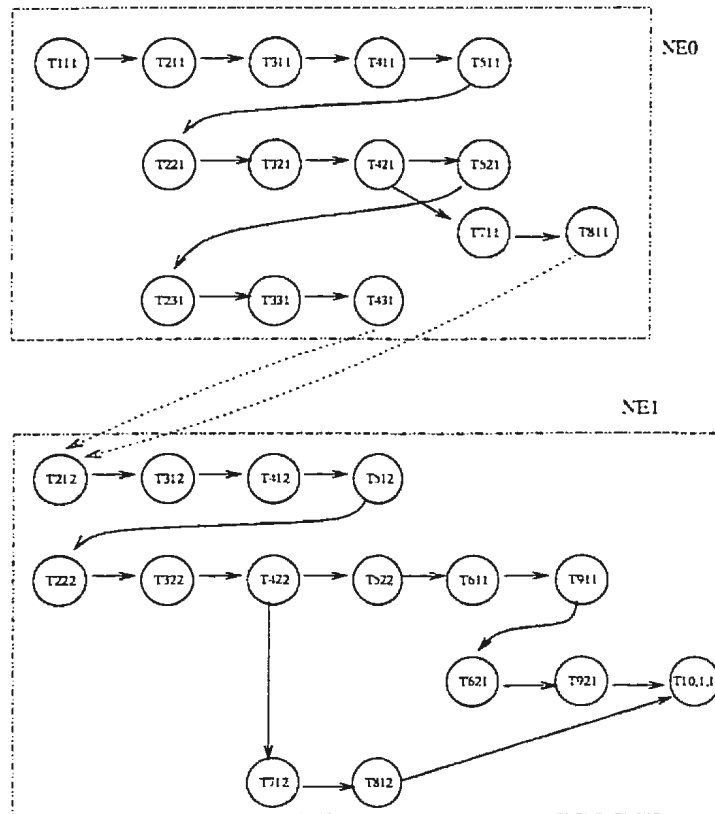 NE0
T111 T211 T311 T411 T511
T221 T321 T421 T521
T711 T811
T231 T331 T431
NE1
T212 T312 T412 T512
T222 T322 T422 T522 T611 T911
T621 T921 T10,1,1
T712 T812